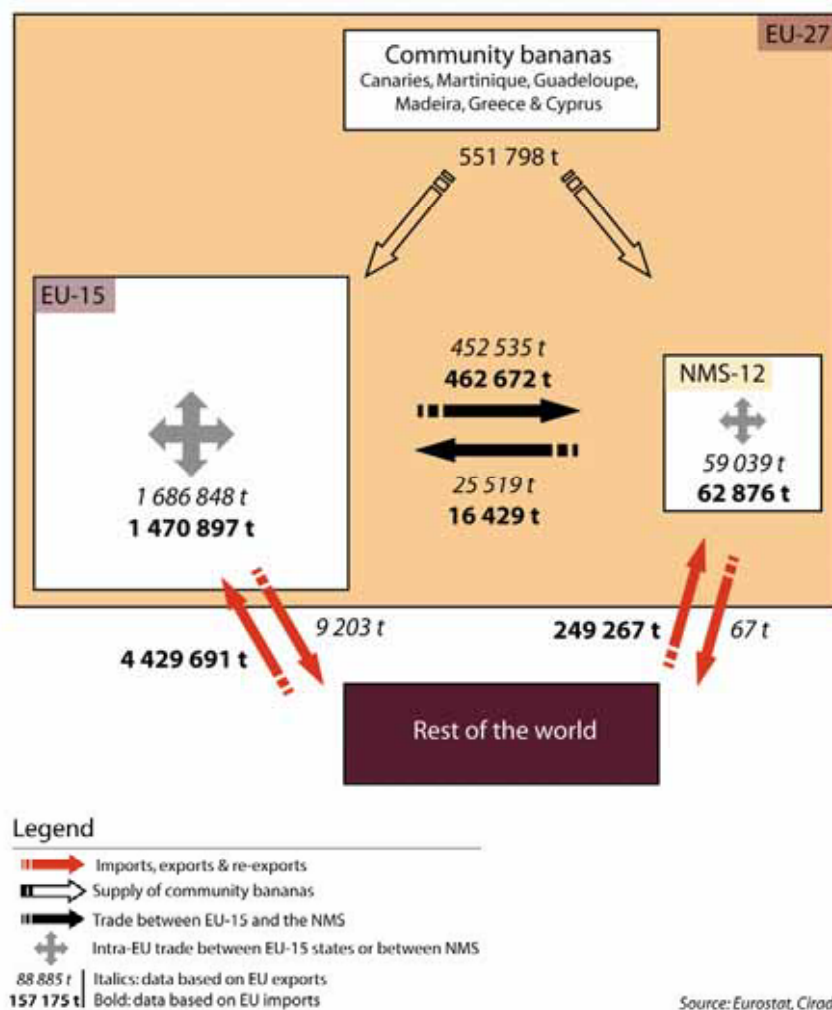 EU-27
Community bananas
Canaries, Martinique, Guadeloupe,
Madeira, Greece & Cyprus
551 798 t
EU-15
452 535 t
462 672 t
NMS-12
1 686 848 t
1 470 897 t
25 519 t
16 429 t
59 039 t
62 876 t
4 429 691 t
9 203 t
249 267 t
67 t
Rest of the world
Legend
Imports, exports & re-exports
Supply of community bananas
Trade between EU-15 and the NMS
Intra-EU trade between EU-15 states or between NMS
88 885 t Italics: data based on EU exports
157 175 t Bold: data based on EU imports
Source: Eurostat, Cirad